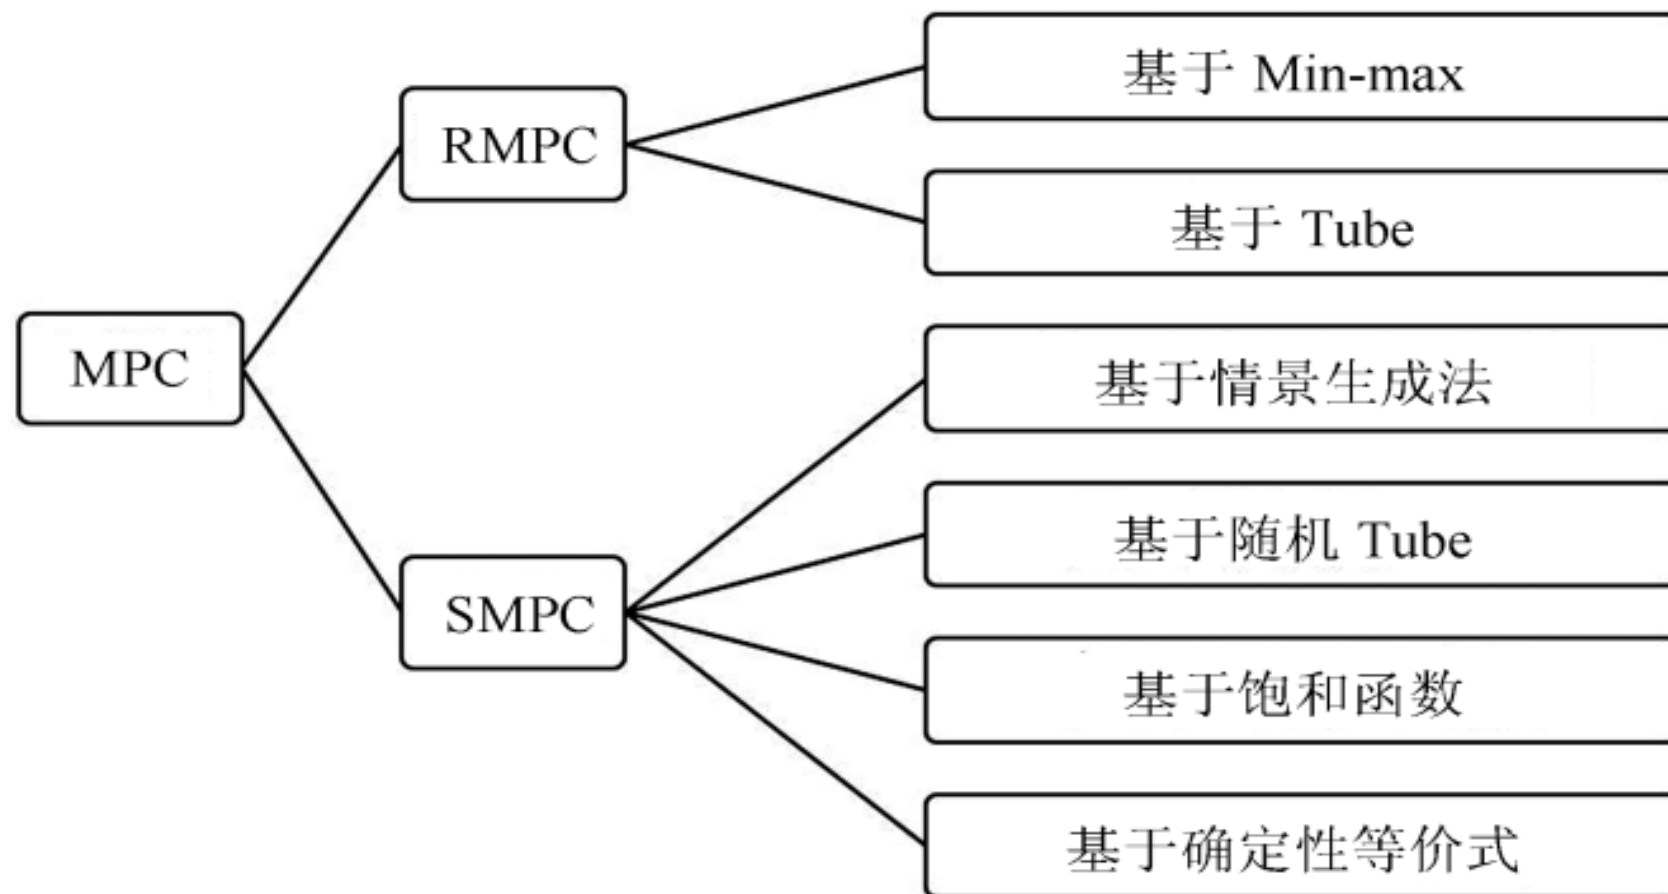 基于 Min-max
RMPC
基于 Tube
MPC
基于情景生成法
基于随机 Tube
SMPC
基于饱和函数
基于确定性等价式